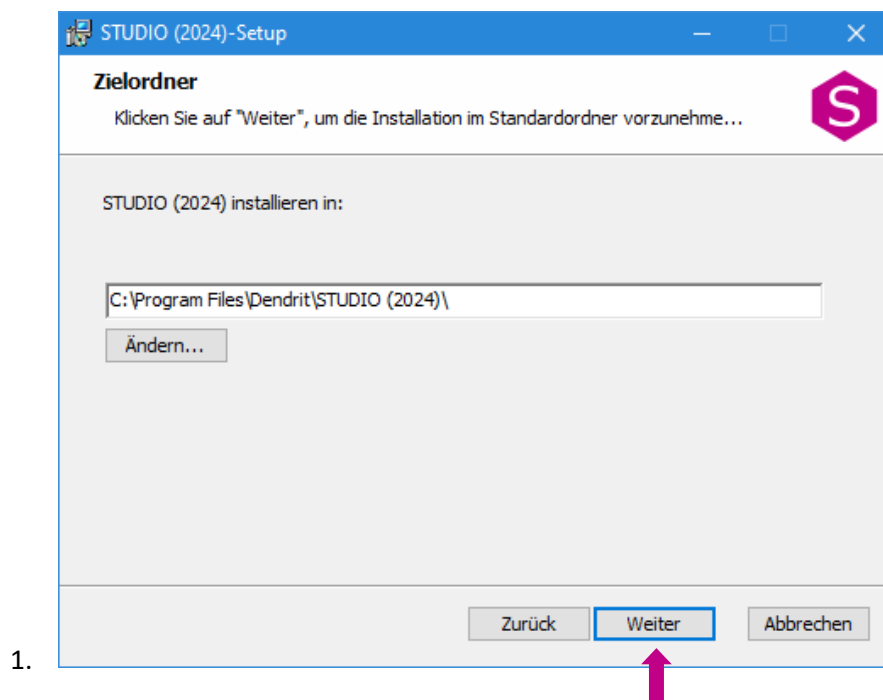 STUDIO (2024)-Setup
Zielordner
Klicken Sie auf "Weiter", um die Installation im Standardordner vorzunehme...
S
STUDIO (2024) installieren in:
C:\Program Files\Dendrit\STUDIO (2024)\
Ändern...
Zurück Weiter Abbrechen
1.